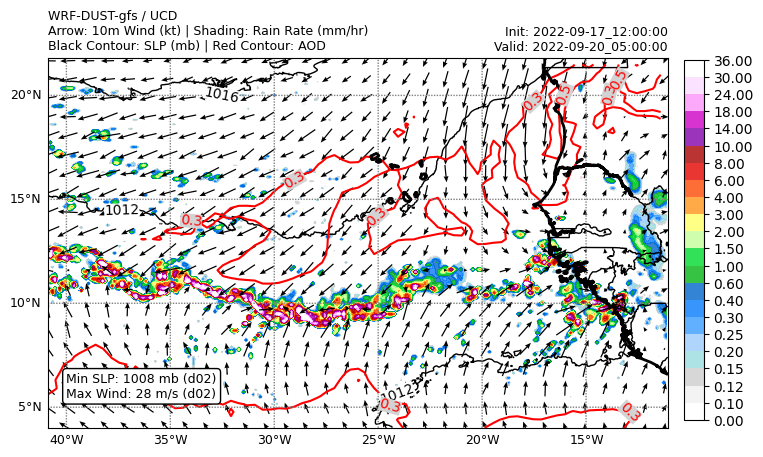 WRF-DUST-gfs / UCD
Arrow: 10m Wind (kt) | Shading: Rain Rate (mm/hr)
Black Contour: SLP (mb) | Red Contour: AOD
Init: 2022-09-17_12:00:00
Valid: 2022-09-20_05:00:00
20°N
15°N
10°N
5°N
40°W
35°W
30°W
25°W
20°W
15°W
1016
1012
1012
0.3
0.3
0.3
0.3
0.5
0.5
0.3
0.3
0.3
Min SLP: 1008 mb (d02)
Max Wind: 28 m/s (d02)
36.00
30.00
24.00
18.00
14.00
10.00
8.00
6.00
4.00
3.00
2.00
1.50
1.00
0.60
0.40
0.30
0.25
0.20
0.15
0.12
0.10
0.00